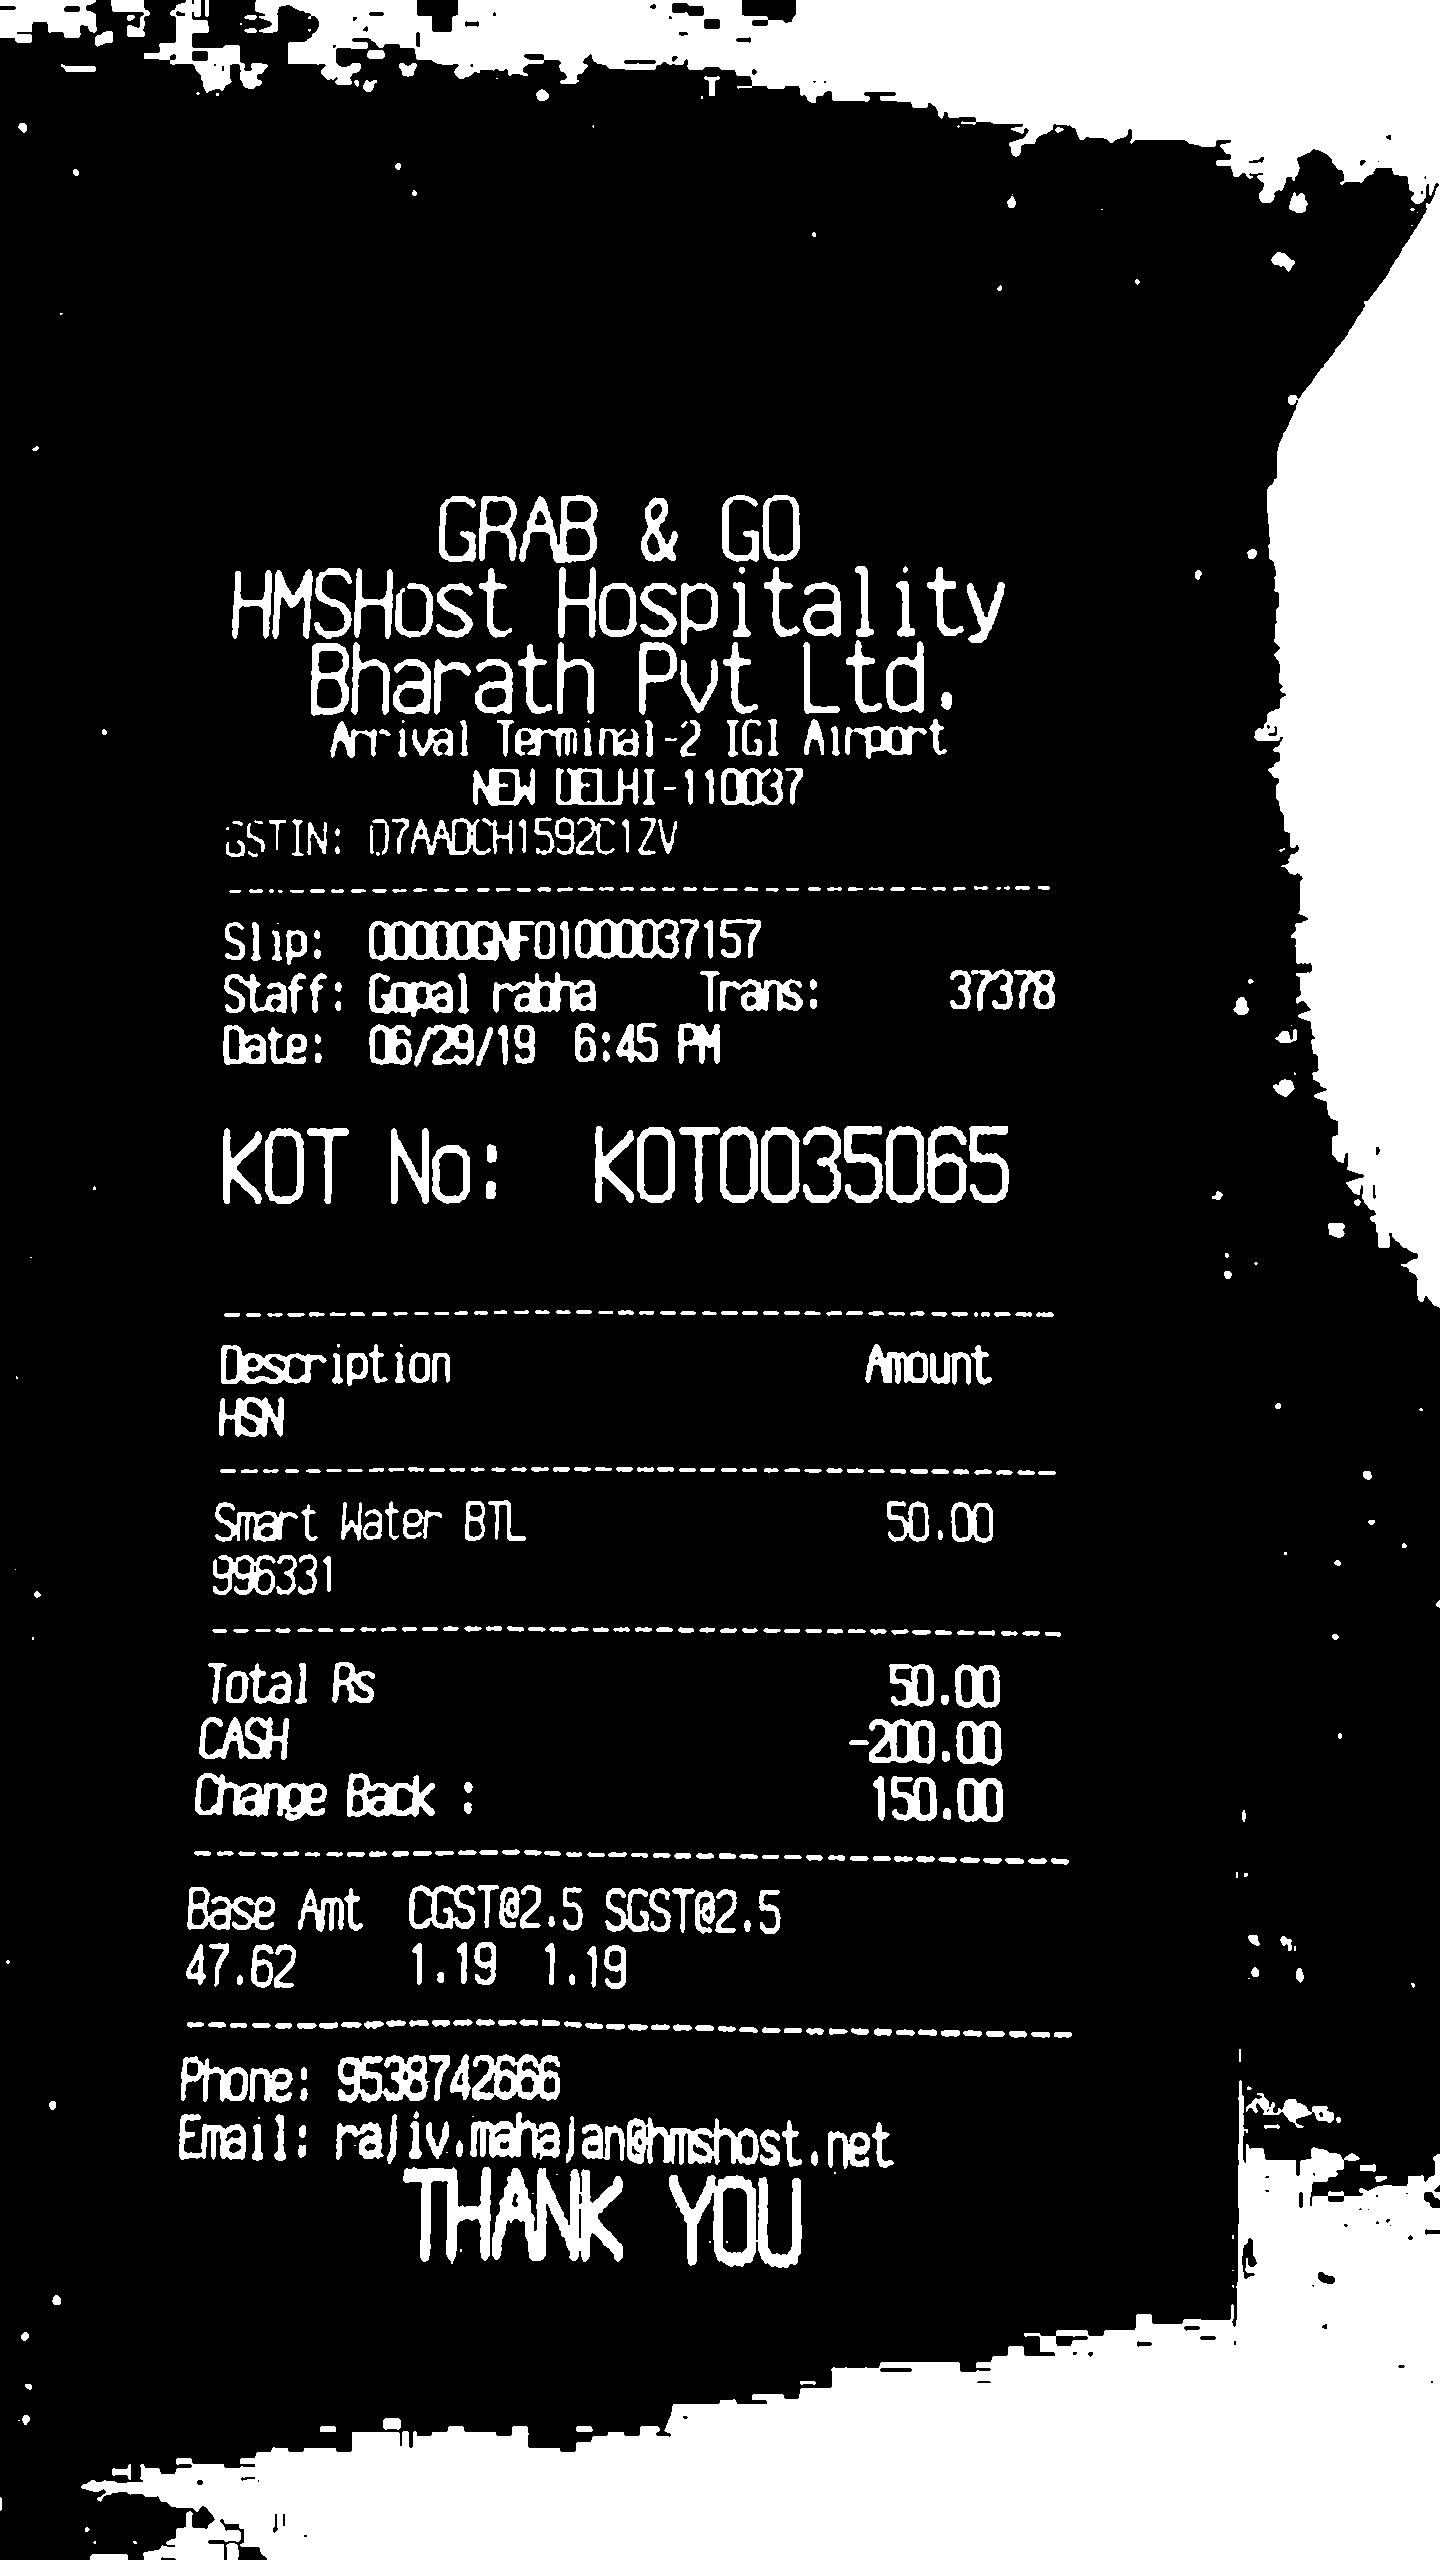 GRAB & GO
HMSHost Hospitality
Bharath Pvt Ltd.
Arrival Terminal-2 IGI Airport
NEW DELHI-110037
GSTIN: 07AADCH1592C1ZV
Slip: 00000GNF01000037157
Staff: Gopal rabha Trans: 37378
Date: 06/29/19 6:45 PM
KOT No: KOT0035065
Description Amount
HSN
Smart Water BTL 50.00
996331
Total Rs 50.00
CASH -200.00
Change Back : 150.00
Base Amt CGST@2.5 SGST@2.5
47.62 1.19 1.19
Phone: 9538742666
Email: rajiv.mahajan@hmshost.net
THANK YOU